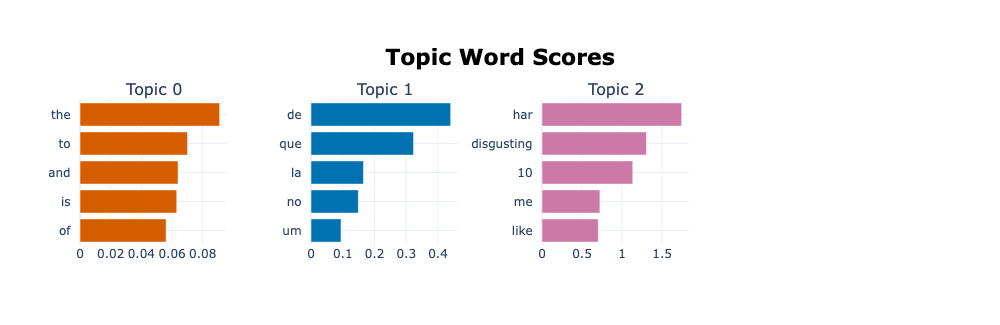 Topic Word Scores
Topic 0
the
to
and
is
of
0 0.02 0.04 0.06 0.08
Topic 1
de
que
la
no
um
0 0.1 0.2 0.3 0.4
Topic 2
har
disgusting
10
me
like
0 0.5 1 1.5